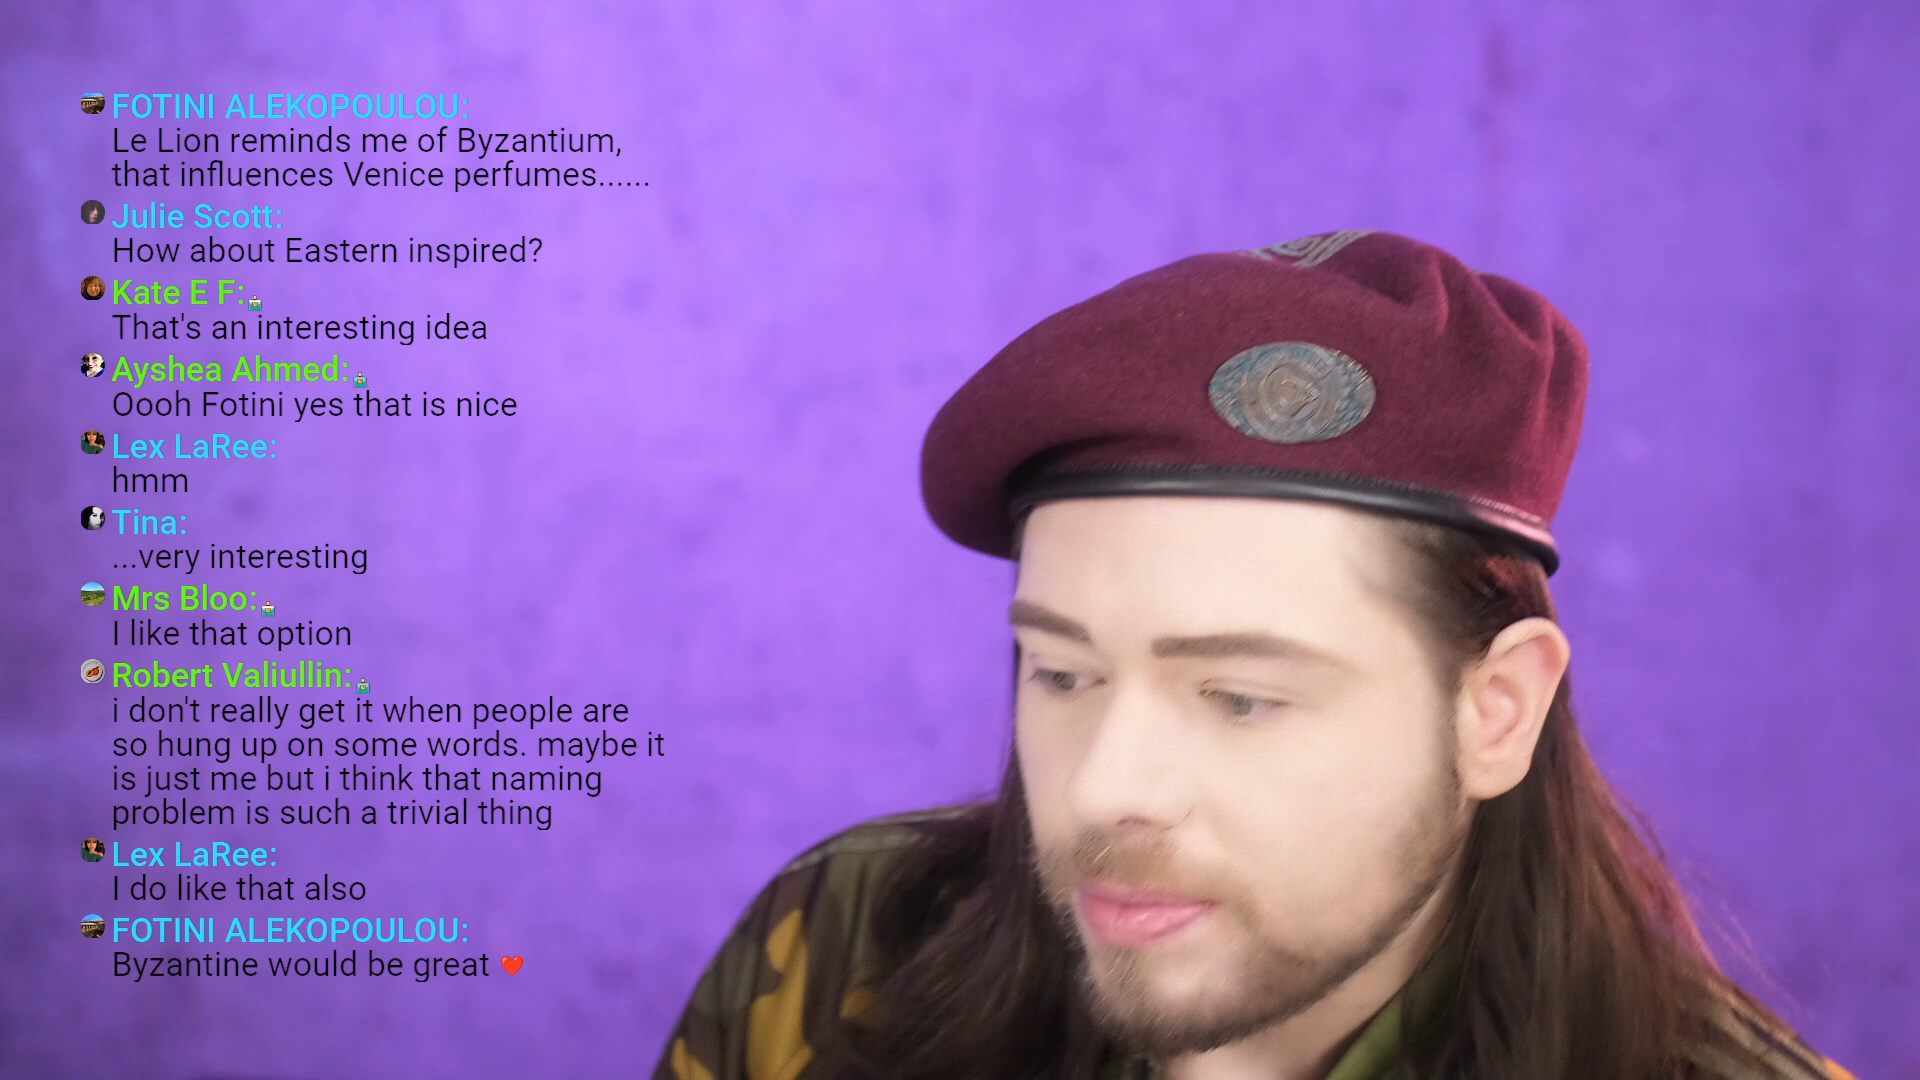 FOTINI ALEKOPOULOU:
Le Lion reminds me of Byzantium,
that influences Venice perfumes......
Julie Scott:
How about Eastern inspired?
Kate E F:
That's an interesting idea
Ayshea Ahmed:
Oooh Fotini yes that is nice
Lex LaRee:
hmm
Tina:
...very interesting
Mrs Bloo:
I like that option
Robert Valiullin:
i don't really get it when people are
so hung up on some words. maybe it
is just me but i think that naming
problem is such a trivial thing
Lex LaRee:
I do like that also
FOTINI ALEKOPOULOU:
Byzantine would be great ❤️